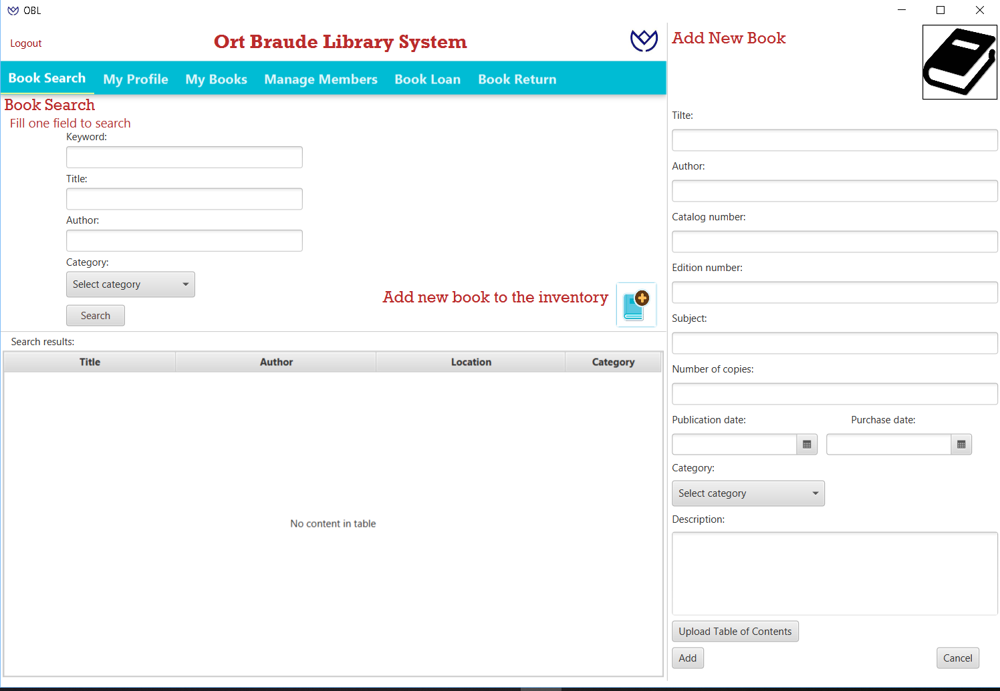 OBL
Logout
Ort Braude Library System
Book Search My Profile My Books Manage Members Book Loan Book Return
Book Search
Fill one field to search
Keyword:
Title:
Author:
Category:
Select category
Search
Add new book to the inventory
Search results:
Title Author Location Category
No content in table
Add New Book
Tilte:
Author:
Catalog number:
Edition number:
Subject:
Number of copies:
Publication date: Purchase date:
Category:
Select category
Description:
Upload Table of Contents
Add Cancel